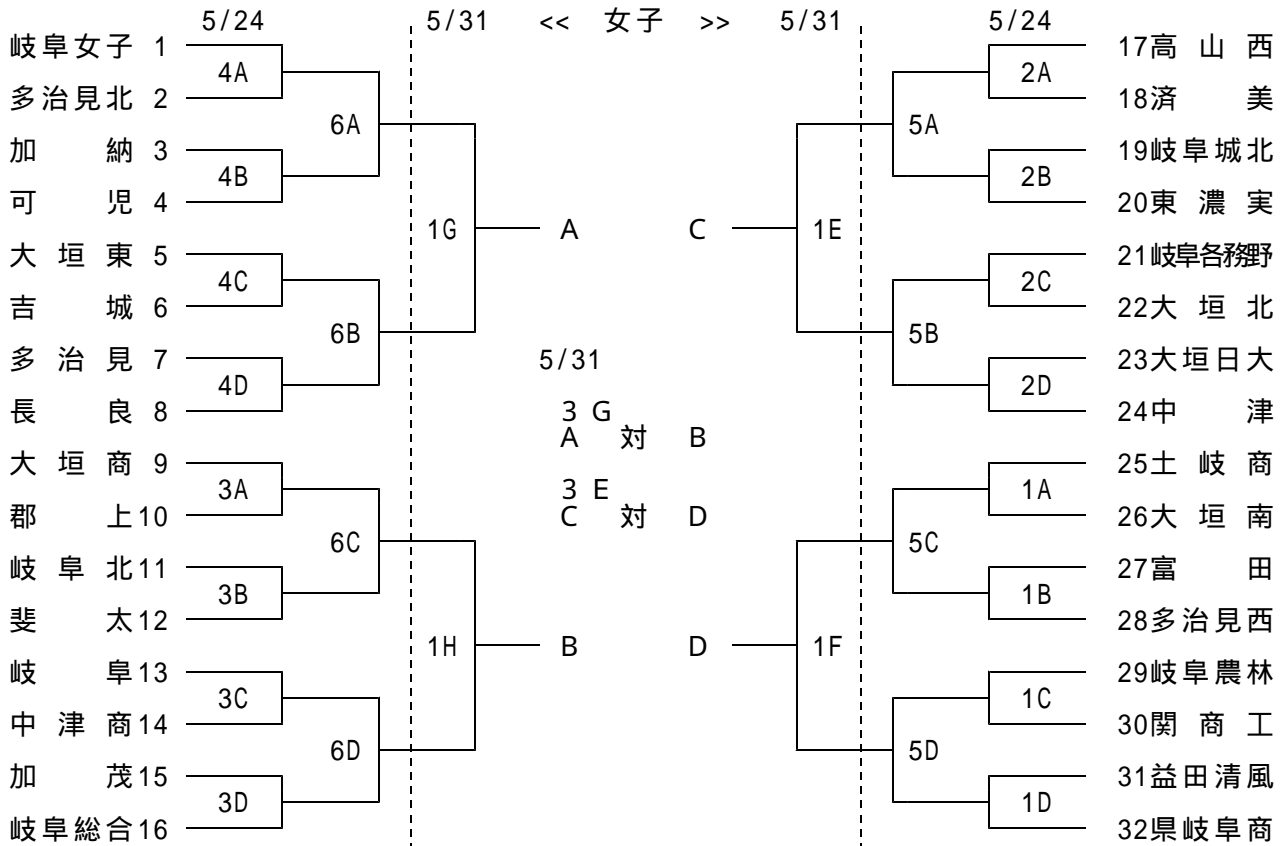 5/24 5/31 << 女子 >> 5/31 5/24
岐阜女子 1 17高山西
4A 2A
多治見北 2 18済美
6A 5A
加納 3 19岐阜城北
4B 2B
可児 4 20東濃実
1G A C 1E
大垣東 5 21岐阜各務野
4C 2C
吉城 6 22大垣北
6B 5B
多治見 7 5/31 23大垣日大
4D 2D
長良 8 3G 24中津
A 対 B
大垣商 9 25土岐商
3A 3E 1A
郡上10 C 対 D 26大垣南
6C 5C
岐阜北11 27富田
3B 1B
斐太12 28多治見西
1H B D 1F
岐阜13 29岐阜農林
3C 1C
中津商14 30関商工
6D 5D
加茂15 31益田清風
3D 1D
岐阜総合16 32県岐阜商